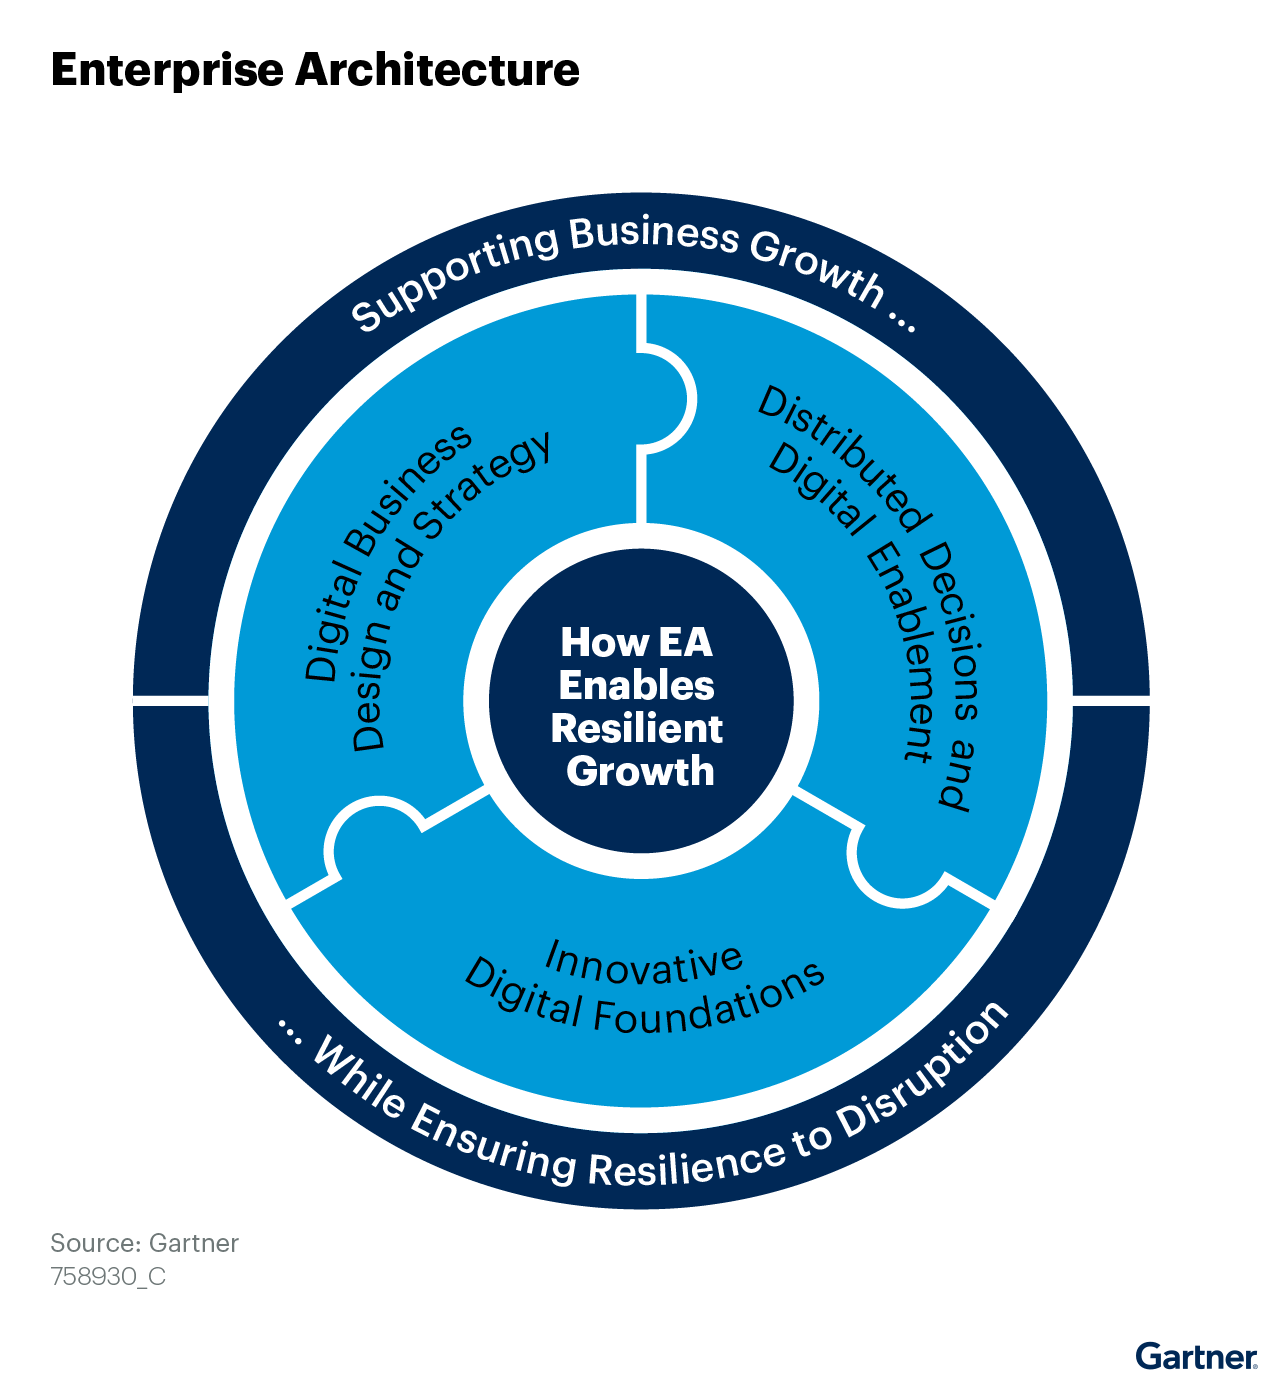 Enterprise Architecture
Supporting Business Growth ...
Digital Business
Design and Strategy
Distributed Decisions and
Digital Enablement
How EA
Enables
Resilient
Growth
Innovative
Digital Foundations
... While Ensuring Resilience to Disruption
Source: Gartner
758930_C
Gartner®